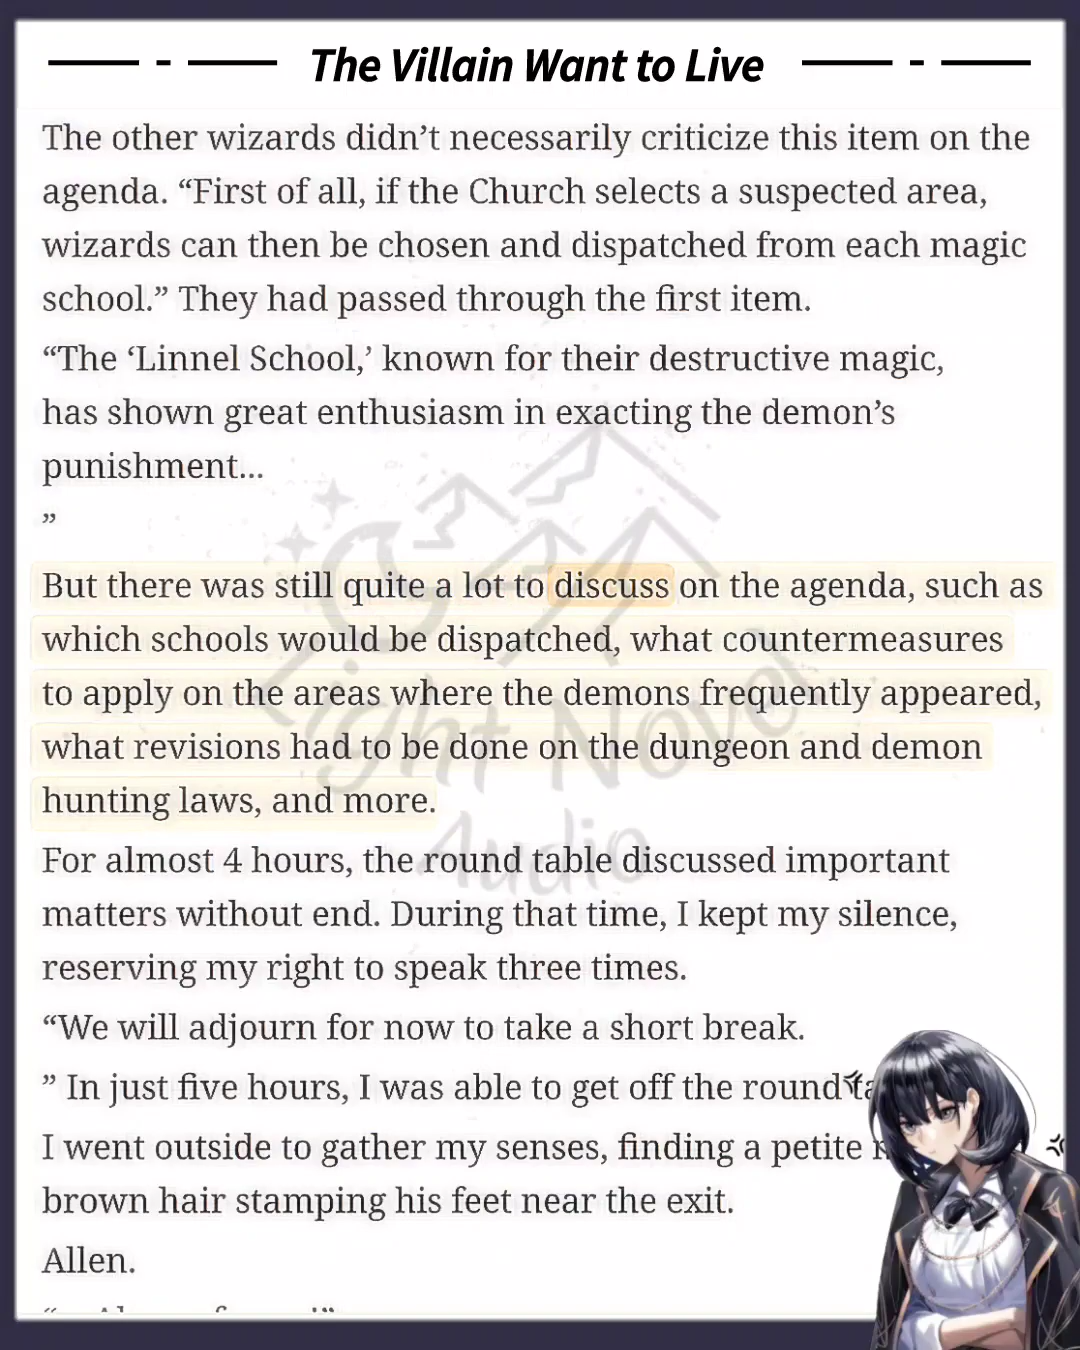 The Villain Want to Live
The other wizards didn’t necessarily criticize this item on the
agenda. “First of all, if the Church selects a suspected area,
wizards can then be chosen and dispatched from each magic
school.” They had passed through the first item.
“The ‘Linnel School,’ known for their destructive magic,
has shown great enthusiasm in exacting the demon’s
punishment...
”
But there was still quite a lot to discuss on the agenda, such as
which schools would be dispatched, what countermeasures
to apply on the areas where the demons frequently appeared,
what revisions had to be done on the dungeon and demon
hunting laws, and more.
For almost 4 hours, the round table discussed important
matters without end. During that time, I kept my silence,
reserving my right to speak three times.
“We will adjourn for now to take a short break.
” In just five hours, I was able to get off the round
I went outside to gather my senses, finding a petite
brown hair stamping his feet near the exit.
Allen.
Light Novel
Audio